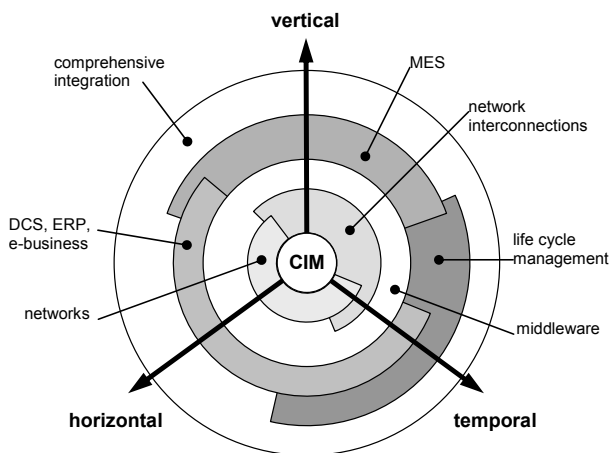 vertical
comprehensive
integration
MES
network
interconnections
DCS, ERP,
e-business
CIM
life cycle
management
networks
middleware
horizontal
temporal